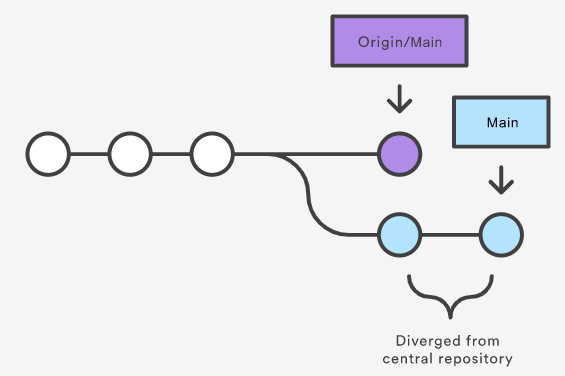 Origin/Main
Main
Diverged from
central repository